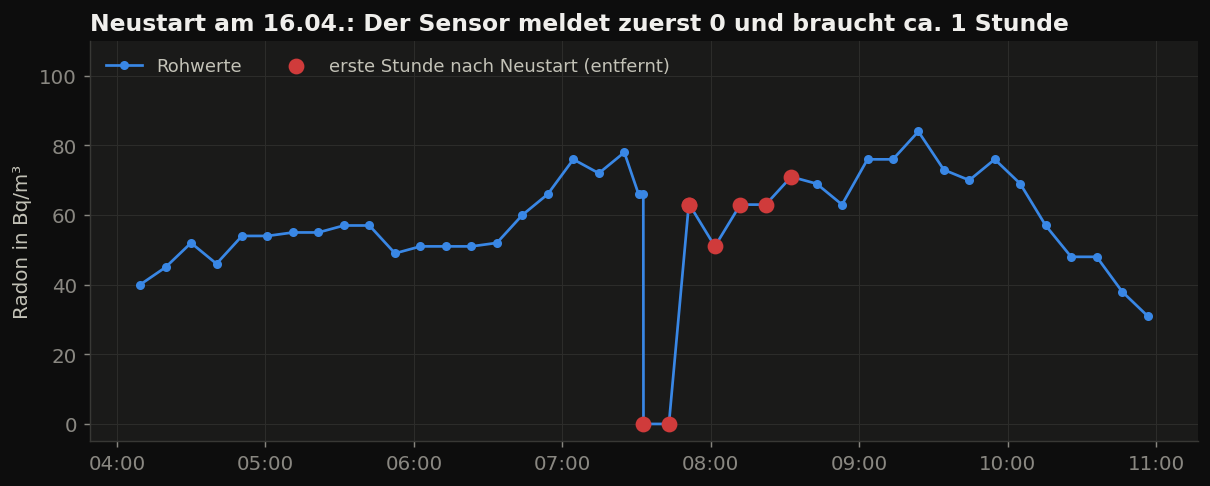 Neustart am 16.04.: Der Sensor meldet zuerst 0 und braucht ca. 1 Stunde
Rohwerte
erste Stunde nach Neustart (entfernt)
Radon in Bq/m³
100
80
60
40
20
0
04:00 05:00 06:00 07:00 08:00 09:00 10:00 11:00